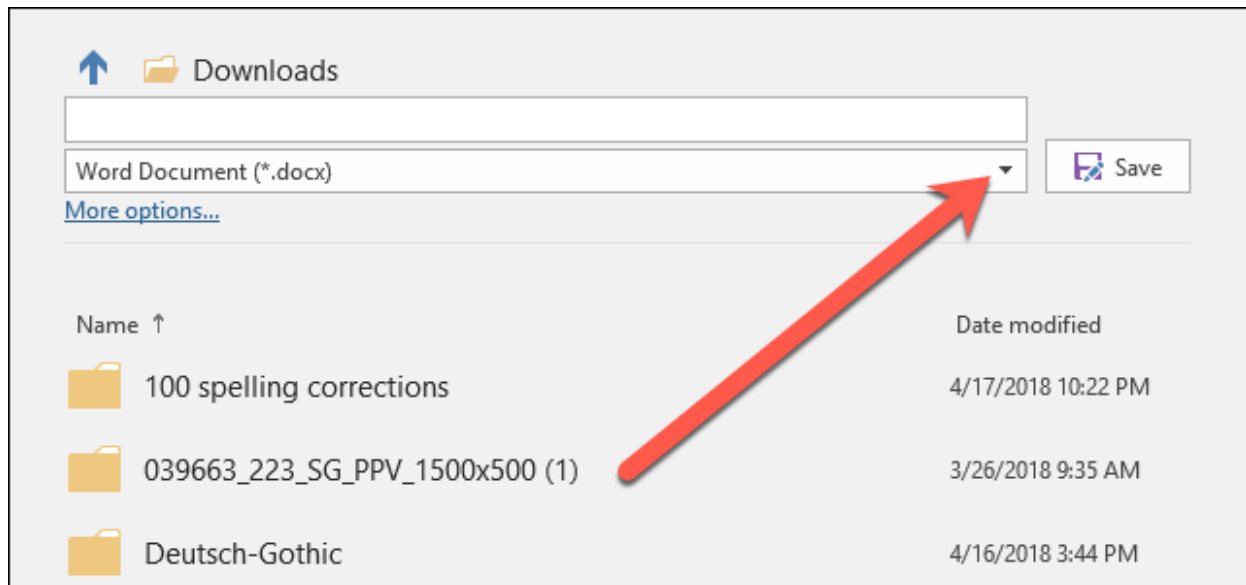 Downloads
Word Document (*.docx)
Save
More options...
Name ↑ Date modified
100 spelling corrections 4/17/2018 10:22 PM
039663_223_SG_PPV_1500x500 (1) 3/26/2018 9:35 AM
Deutsch-Gothic 4/16/2018 3:44 PM